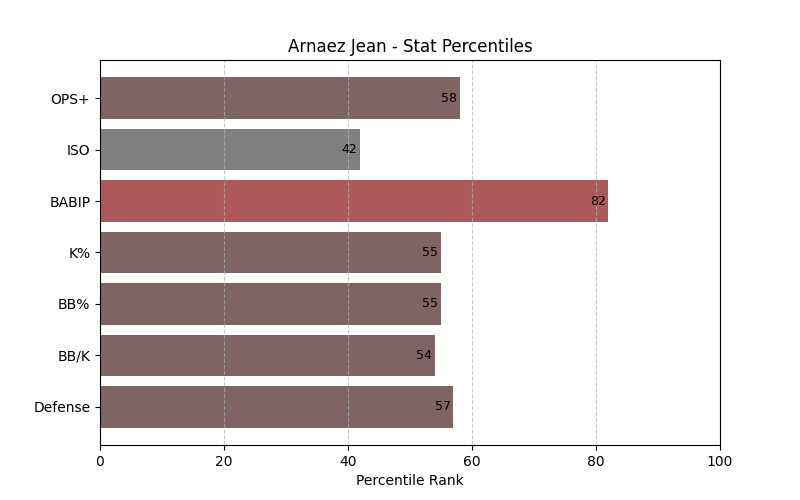 Arnaez Jean - Stat Percentiles
OPS+ 58
ISO 42
BABIP 82
K% 55
BB% 55
BB/K 54
Defense 57
0 20 40 60 80 100
Percentile Rank